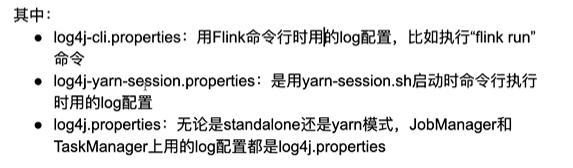 其中：
● log4j-cli.properties：用Flink命令行时用的log配置，比如执行“flink run”
命令
● log4j-yarn-session.properties：是用yarn-session.sh启动时命令行执行
时用的log配置
● log4j.properties：无论是standalone还是yarn模式，JobManager和
TaskManager上用的log配置都是log4j.properties